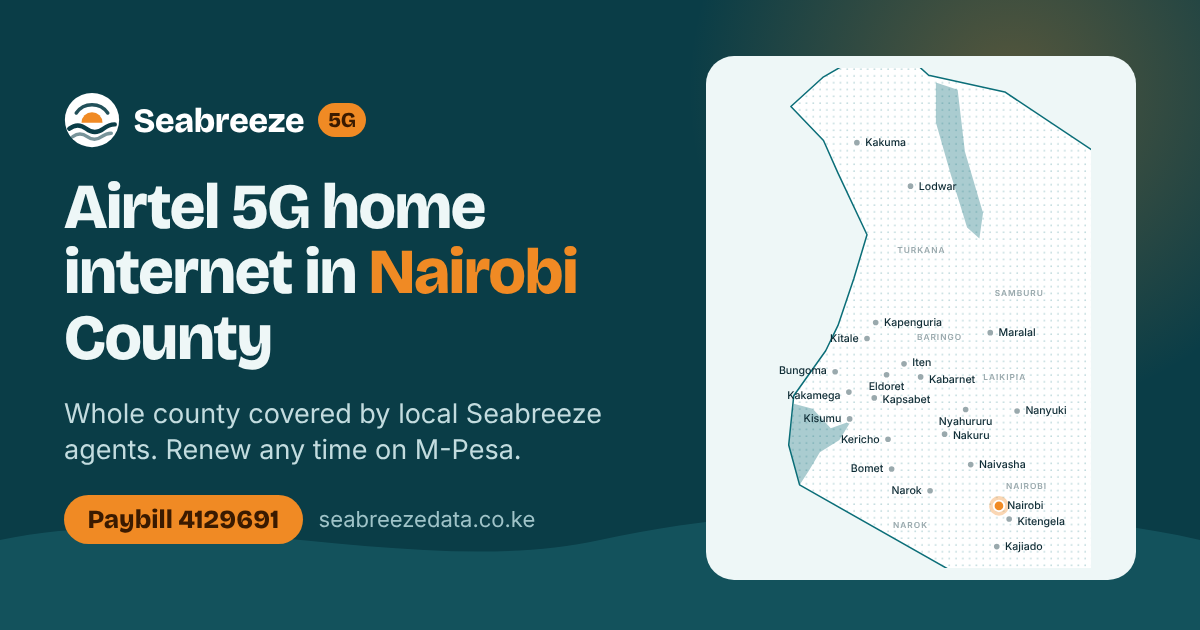 Seabreeze 5G
Airtel 5G home
internet in Nairobi
County
Whole county covered by local Seabreeze
agents. Renew any time on M-Pesa.
Paybill 4129691
seabreezedata.co.ke
Kakuma
Lodwar
TURKANA
SAMBURU
Kapenguria
Maralal
Kitale
BARINGO
Iten
Bungoma
Eldoret
Kabarnet
LAIKIPIA
Kakamega
Kapsabet
Nanyuki
Kisumu
Nyahururu
Kericho
Nakuru
Bomet
Naivasha
Narok
NAIROBI
Nairobi
Kitengela
NAROK
Kajiado